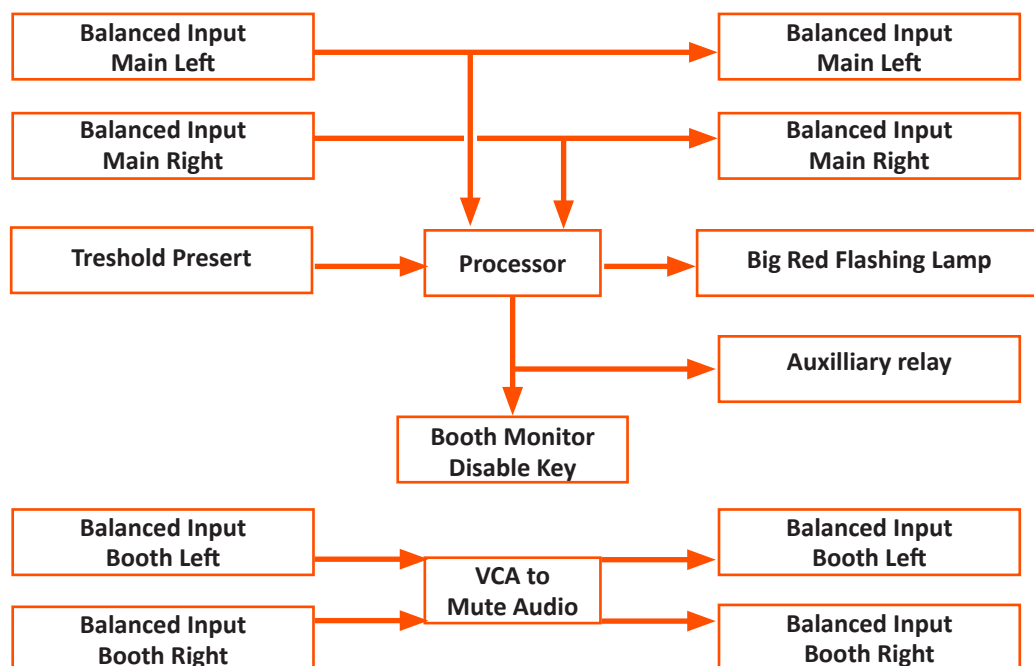 Balanced Input
Main Left
Balanced Input
Main Left
Balanced Input
Main Right
Balanced Input
Main Right
Treshold Presert
Processor
Big Red Flashing Lamp
Auxilliary relay
Booth Monitor
Disable Key
Balanced Input
Booth Left
VCA to
Mute Audio
Balanced Input
Booth Left
Balanced Input
Booth Right
Balanced Input
Booth Right